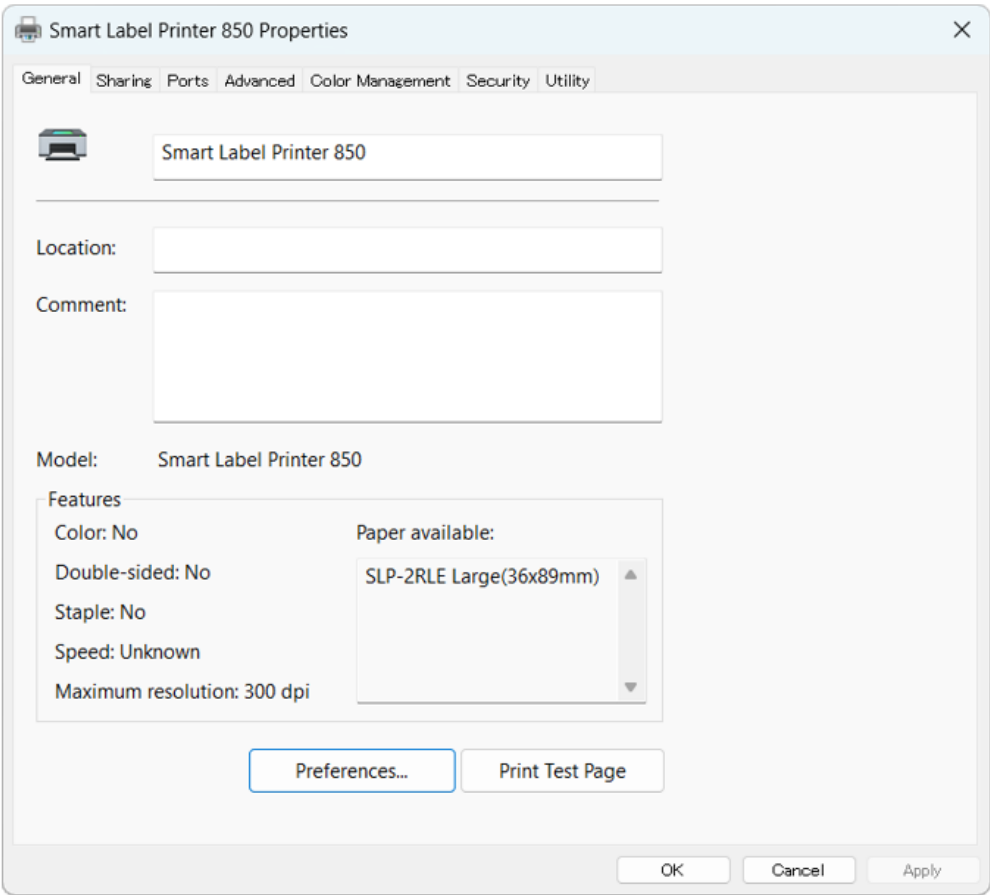 Smart Label Printer 850 Properties
General Sharing Ports Advanced Color Management Security Utility
Smart Label Printer 850
Location:
Comment:
Model: Smart Label Printer 850
Features
Color: No
Double-sided: No
Staple: No
Speed: Unknown
Maximum resolution: 300 dpi
Paper available:
SLP-2RLE Large(36x89mm)
Preferences... Print Test Page
OK Cancel Apply